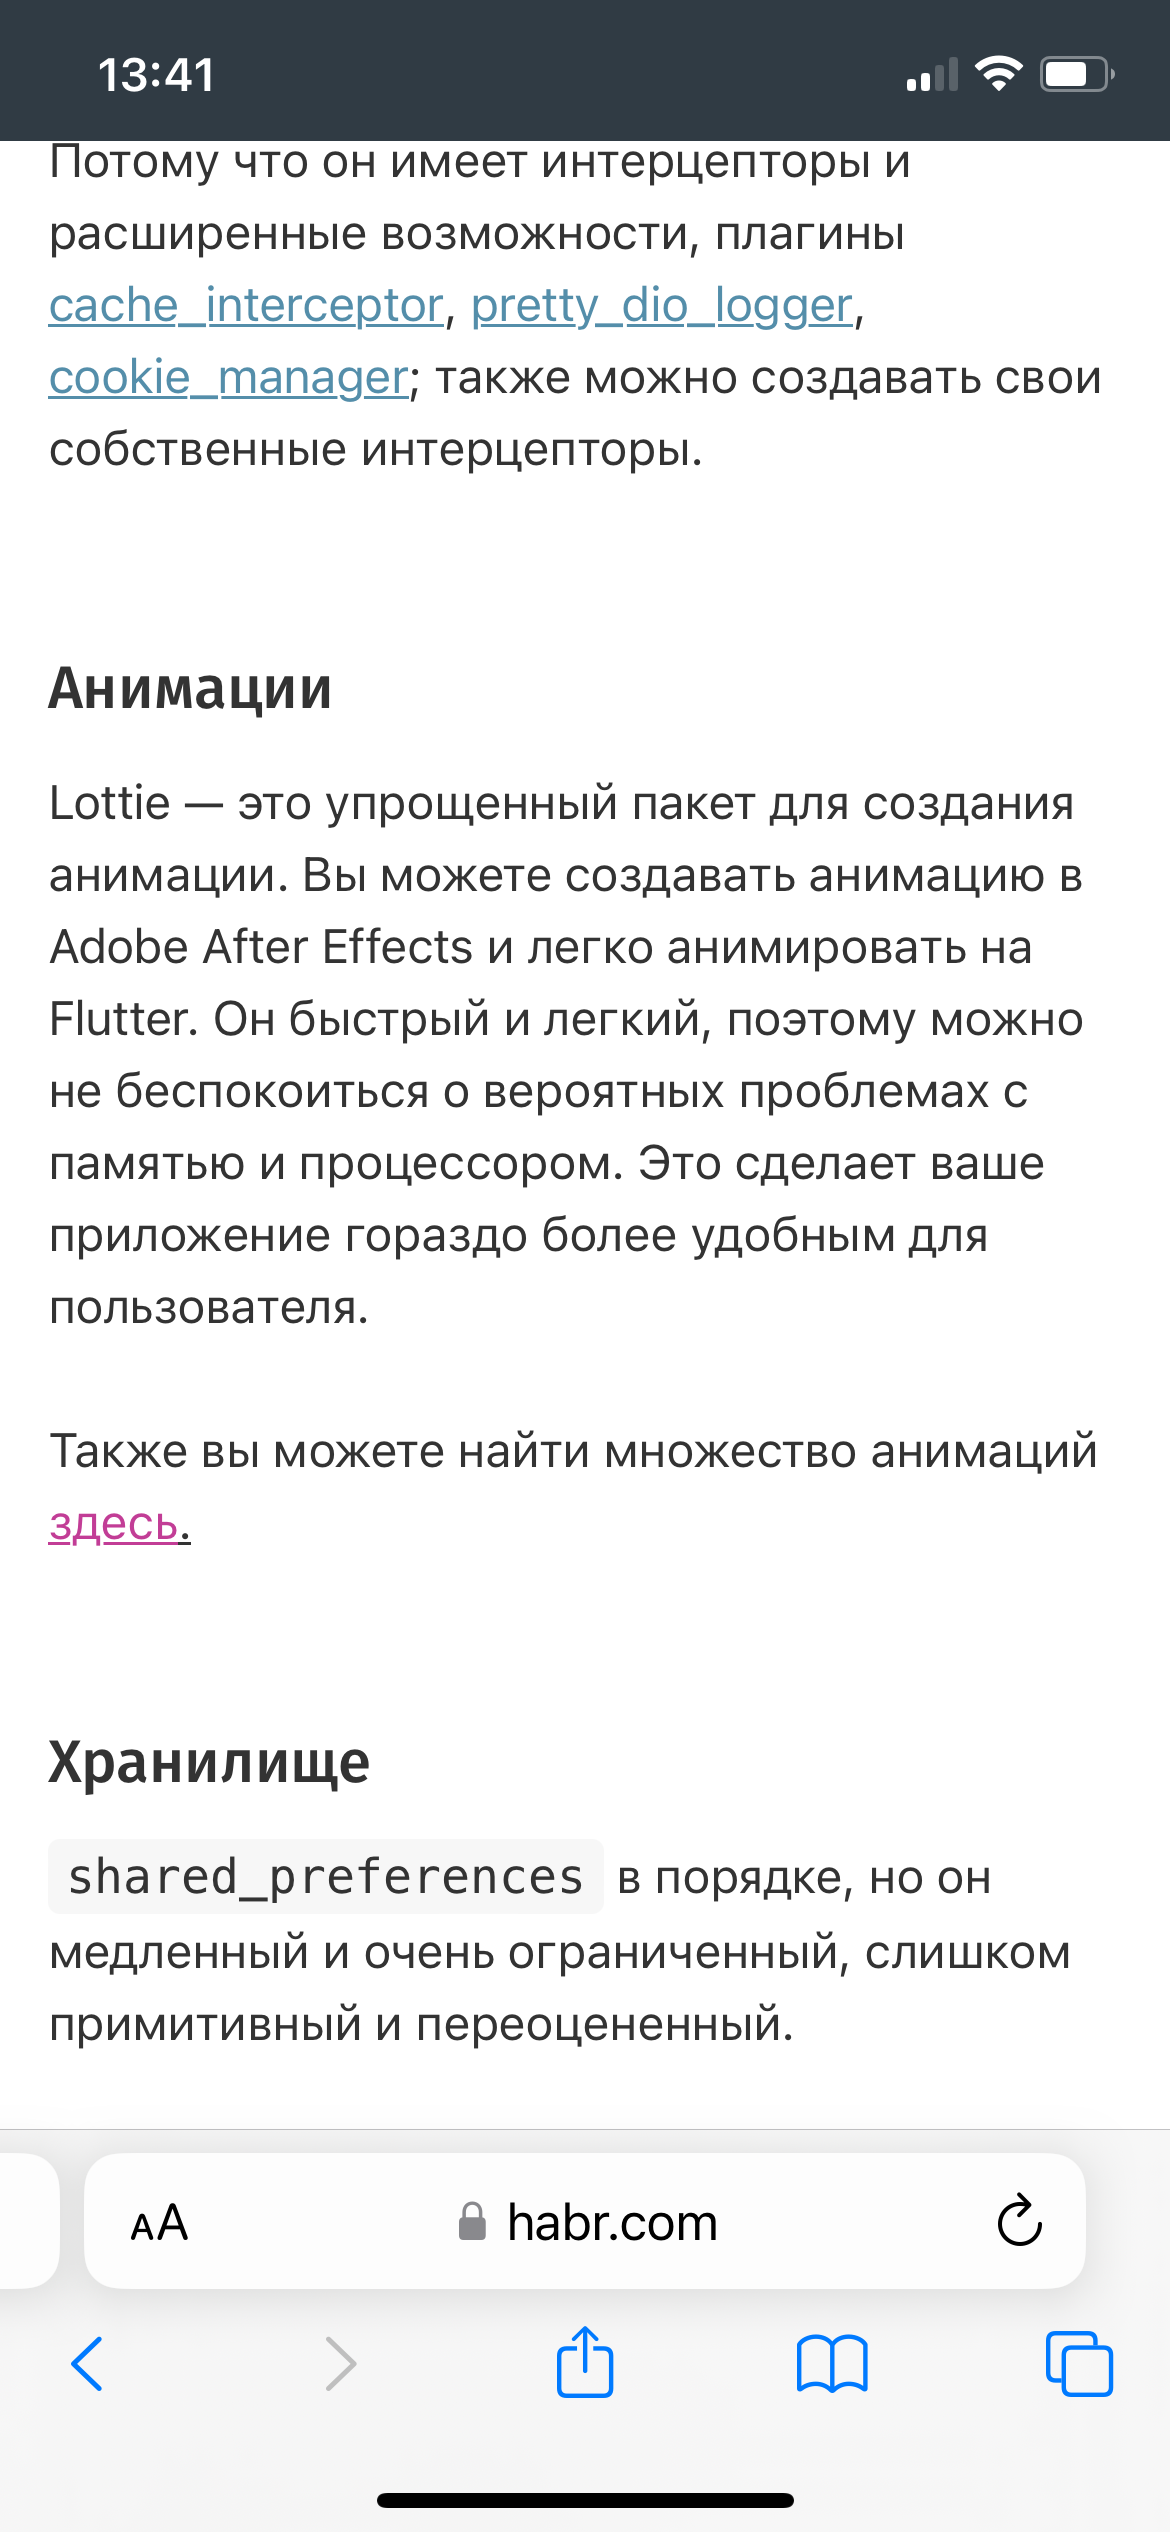 13:41
Потому что он имеет интерцепторы и
расширенные возможности, плагины
cache_interceptor, pretty_dio_logger,
cookie_manager; также можно создавать свои
собственные интерцепторы.
Анимации
Lottie — это упрощенный пакет для создания
анимации. Вы можете создавать анимацию в
Adobe After Effects и легко анимировать на
Flutter. Он быстрый и легкий, поэтому можно
не беспокоиться о вероятных проблемах с
памятью и процессором. Это сделает ваше
приложение гораздо более удобным для
пользователя.
Также вы можете найти множество анимаций
здесь.
Хранилище
shared_preferences в порядке, но он
медленный и очень ограниченный, слишком
примитивный и переоцененный.
AA habr.com